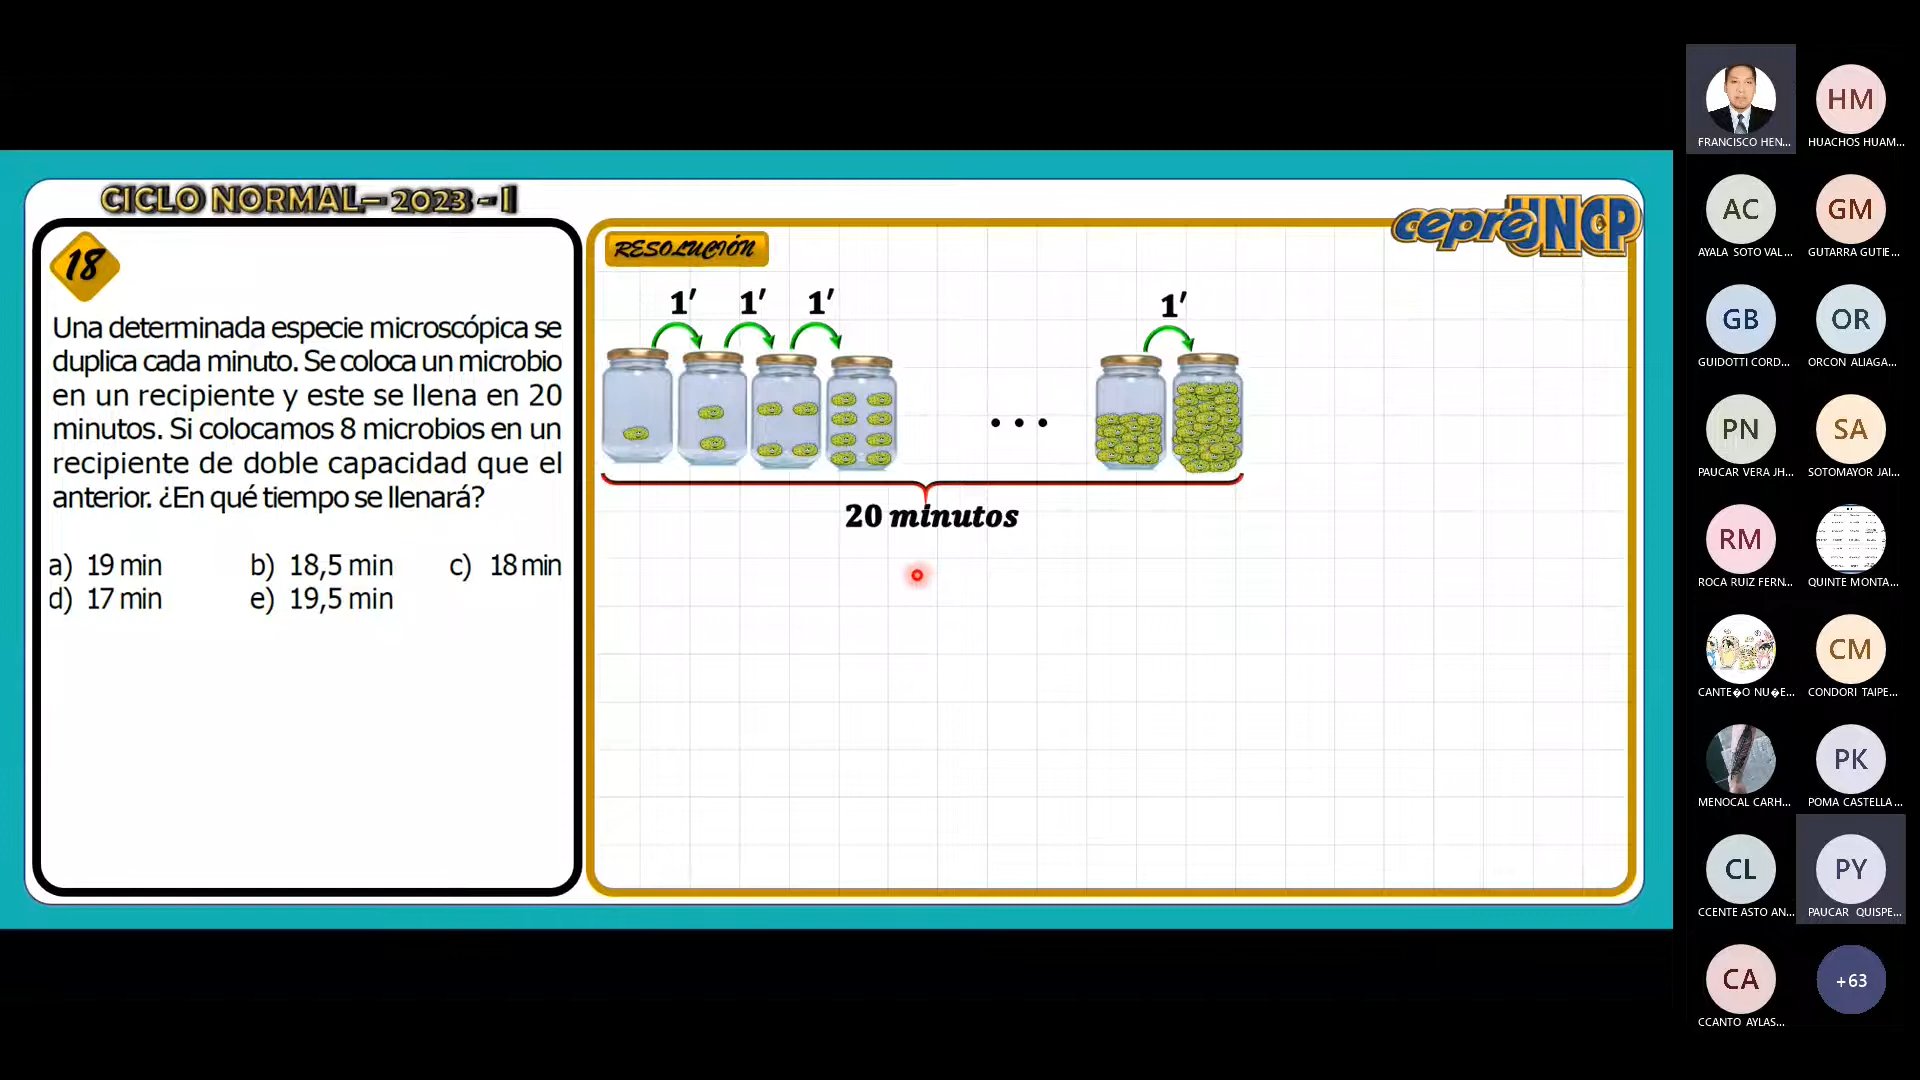 CICLO NORMAL– 2023 - I
cepreUNCP
18
Una determinada especie microscópica se
duplica cada minuto. Se coloca un microbio
en un recipiente y este se llena en 20
minutos. Si colocamos 8 microbios en un
recipiente de doble capacidad que el
anterior. ¿En qué tiempo se llenará?
a) 19 min b) 18,5 min c) 18 min
d) 17 min e) 19,5 min
RESOLUCIÓN
1′ 1′ 1′ 1′
...
20 minutos
FRANCISCO HEN...
HM
HUACHOS HUAM...
AC
AYALA SOTO VAL...
GM
GUTARRA GUTIE...
GB
GUIDOTTI CORD...
OR
ORCON ALIAGA...
PN
PAUCAR VERA JH...
SA
SOTOMAYOR JAI...
RM
ROCA RUIZ FERN...
QUINTE MONTA...
CANTE�O NU�E...
CM
CONDORI TAIPE...
MENOCAL CARH...
PK
POMA CASTELLA...
CL
CCENTE ASTO AN...
PY
PAUCAR QUISPE...
CA
CCANTO AYLAS...
+63